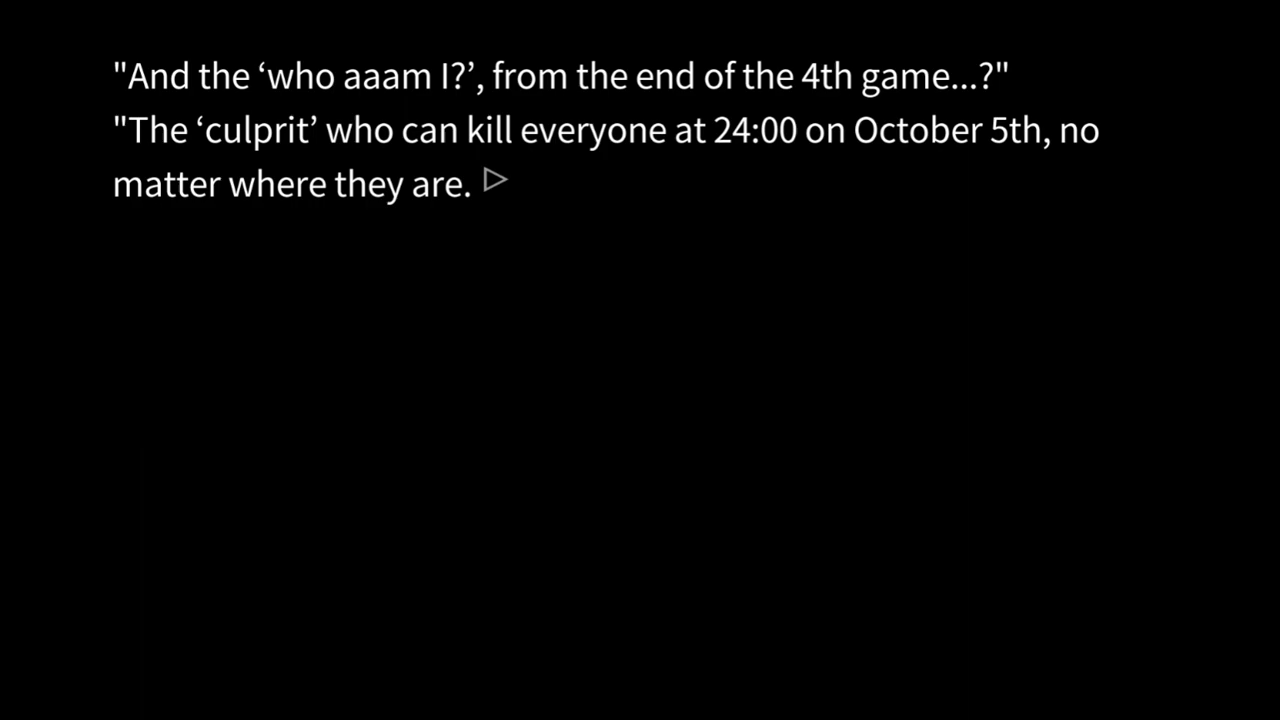 "And the ‘who aaam I?’, from the end of the 4th game...?"
"The ‘culprit’ who can kill everyone at 24:00 on October 5th, no
matter where they are.